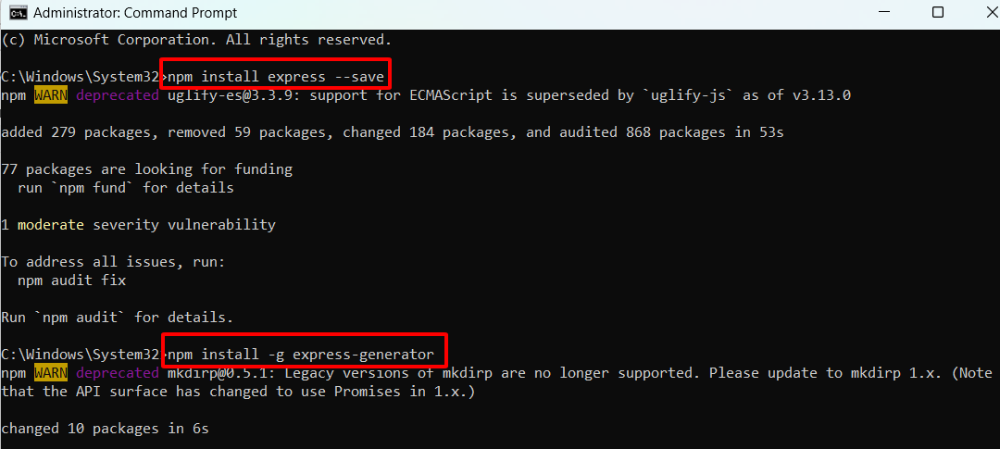 Administrator: Command Prompt
(c) Microsoft Corporation. All rights reserved.
C:\Windows\System32>npm install express --save
npm WARN deprecated uglify-es@3.3.9: support for ECMAScript is superseded by `uglify-js` as of v3.13.0
added 279 packages, removed 59 packages, changed 184 packages, and audited 868 packages in 53s
77 packages are looking for funding
run `npm fund` for details
1 moderate severity vulnerability
To address all issues, run:
npm audit fix
Run `npm audit` for details.
C:\Windows\System32>npm install -g express-generator
npm WARN deprecated mkdirp@0.5.1: Legacy versions of mkdirp are no longer supported. Please update to mkdirp 1.x. (Note
that the API surface has changed to use Promises in 1.x.)
changed 10 packages in 6s